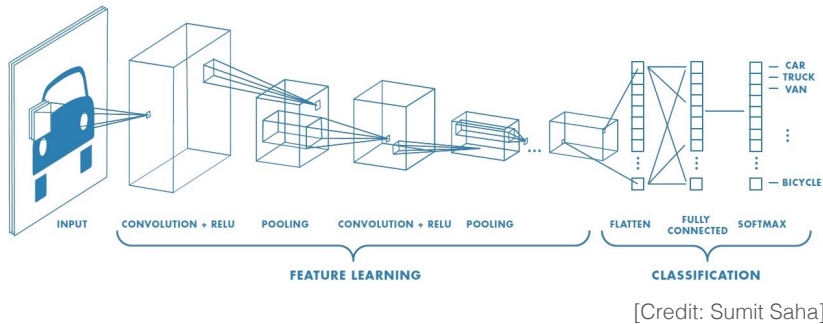 CAR
TRUCK
VAN
BICYCLE
INPUT
CONVOLUTION + RELU
POOLING
CONVOLUTION + RELU
POOLING
FLATTEN
FULLY
CONNECTED
SOFTMAX
FEATURE LEARNING
CLASSIFICATION
[Credit: Sumit Saha]